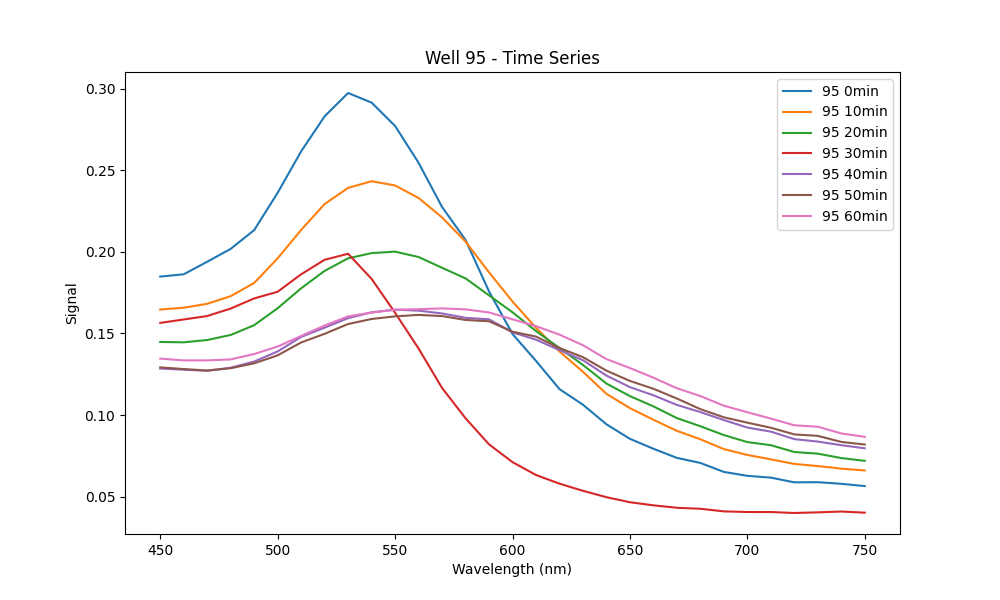 Well 95 - Time Series
95 0min
95 10min
95 20min
95 30min
95 40min
95 50min
95 60min
Signal
0.30
0.25
0.20
0.15
0.10
0.05
450 500 550 600 650 700 750
Wavelength (nm)